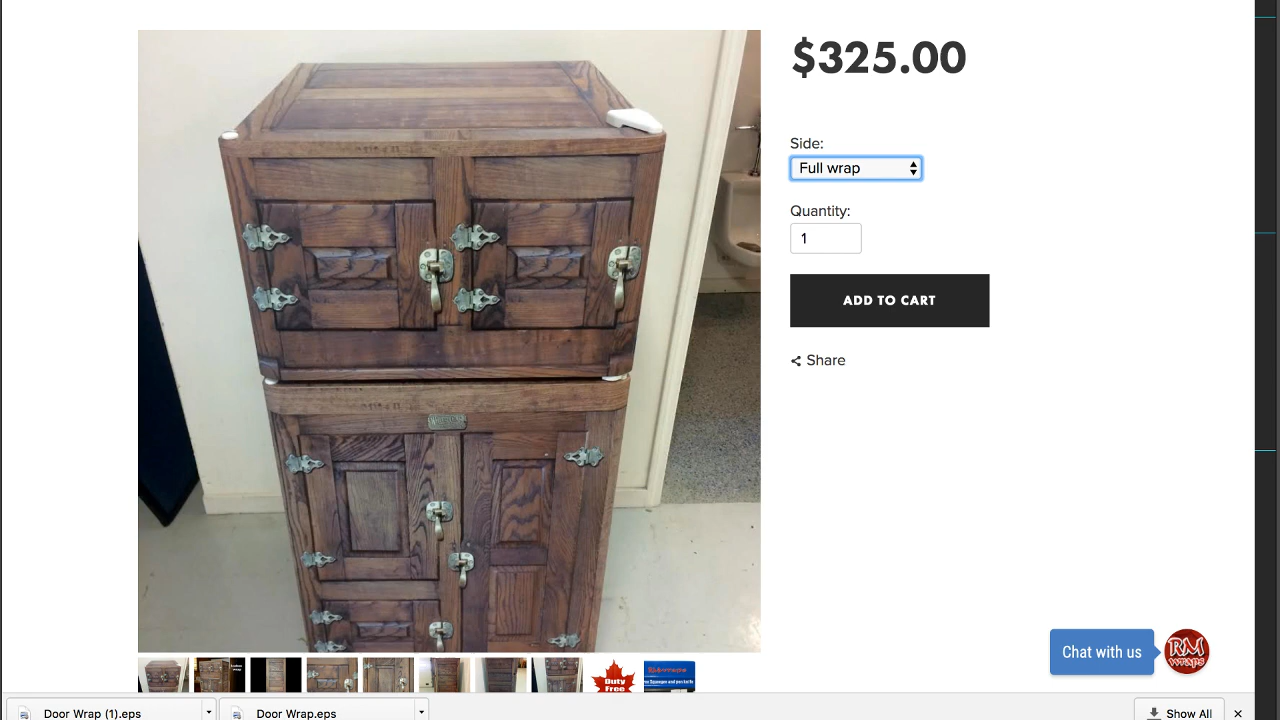 $325.00
Side:
Full wrap
Quantity:
1
ADD TO CART
Share
Duty
Free
Chat with us
RM
wraps
Door Wrap (1).eps
Door Wrap.eps
Show All